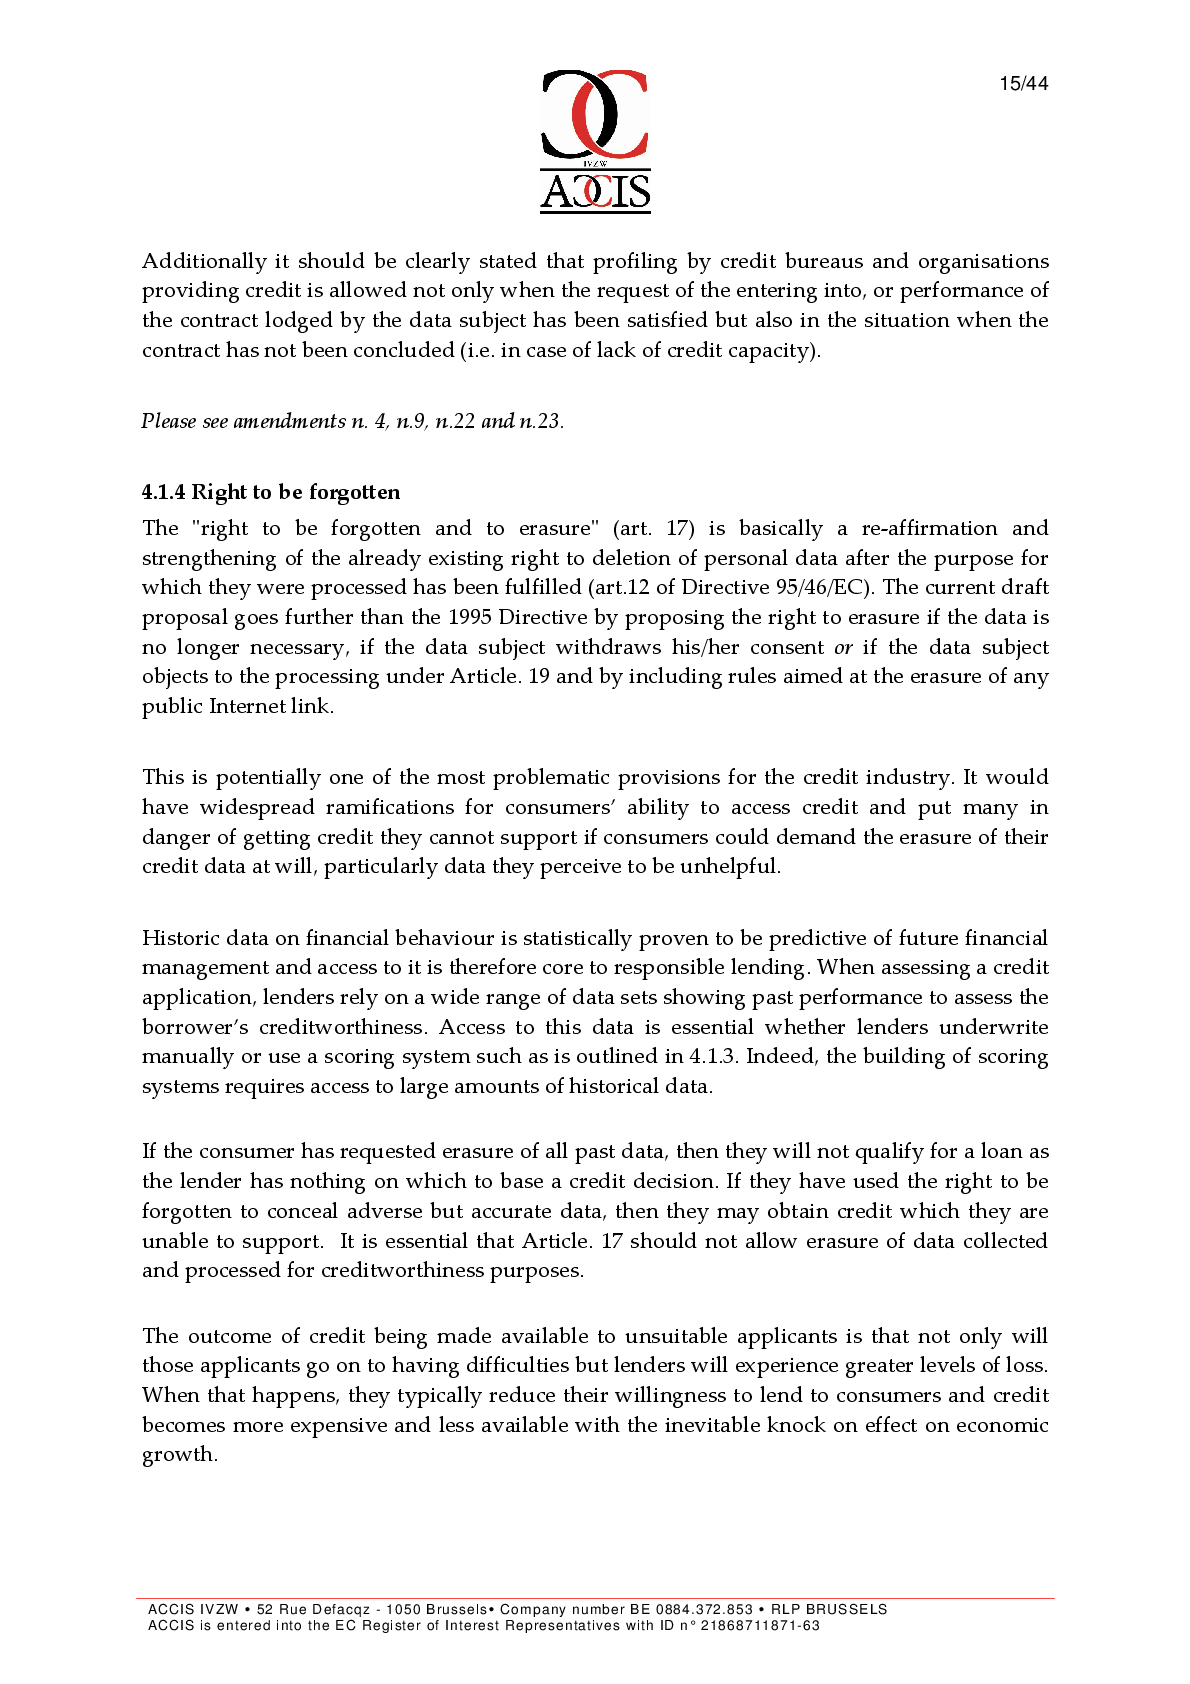 15/44
IVZW
ACCIS
Additionally it should be clearly stated that profiling by credit bureaus and organisations
providing credit is allowed not only when the request of the entering into, or performance of
the contract lodged by the data subject has been satisfied but also in the situation when the
contract has not been concluded (i.e. in case of lack of credit capacity).
Please see amendments n. 4, n.9, n.22 and n.23.
4.1.4 Right to be forgotten
The "right to be forgotten and to erasure" (art. 17) is basically a re-affirmation and
strengthening of the already existing right to deletion of personal data after the purpose for
which they were processed has been fulfilled (art.12 of Directive 95/46/EC). The current draft
proposal goes further than the 1995 Directive by proposing the right to erasure if the data is
no longer necessary, if the data subject withdraws his/her consent or if the data subject
objects to the processing under Article. 19 and by including rules aimed at the erasure of any
public Internet link.
This is potentially one of the most problematic provisions for the credit industry. It would
have widespread ramifications for consumers’ ability to access credit and put many in
danger of getting credit they cannot support if consumers could demand the erasure of their
credit data at will, particularly data they perceive to be unhelpful.
Historic data on financial behaviour is statistically proven to be predictive of future financial
management and access to it is therefore core to responsible lending. When assessing a credit
application, lenders rely on a wide range of data sets showing past performance to assess the
borrower’s creditworthiness. Access to this data is essential whether lenders underwrite
manually or use a scoring system such as is outlined in 4.1.3. Indeed, the building of scoring
systems requires access to large amounts of historical data.
If the consumer has requested erasure of all past data, then they will not qualify for a loan as
the lender has nothing on which to base a credit decision. If they have used the right to be
forgotten to conceal adverse but accurate data, then they may obtain credit which they are
unable to support.  It is essential that Article. 17 should not allow erasure of data collected
and processed for creditworthiness purposes.
The outcome of credit being made available to unsuitable applicants is that not only will
those applicants go on to having difficulties but lenders will experience greater levels of loss.
When that happens, they typically reduce their willingness to lend to consumers and credit
becomes more expensive and less available with the inevitable knock on effect on economic
growth.
ACCIS IVZW • 52 Rue Defacqz - 1050 Brussels• Company number BE 0884.372.853 • RLP BRUSSELS
ACCIS is entered into the EC Register of Interest Representatives with ID n° 21868711871-63